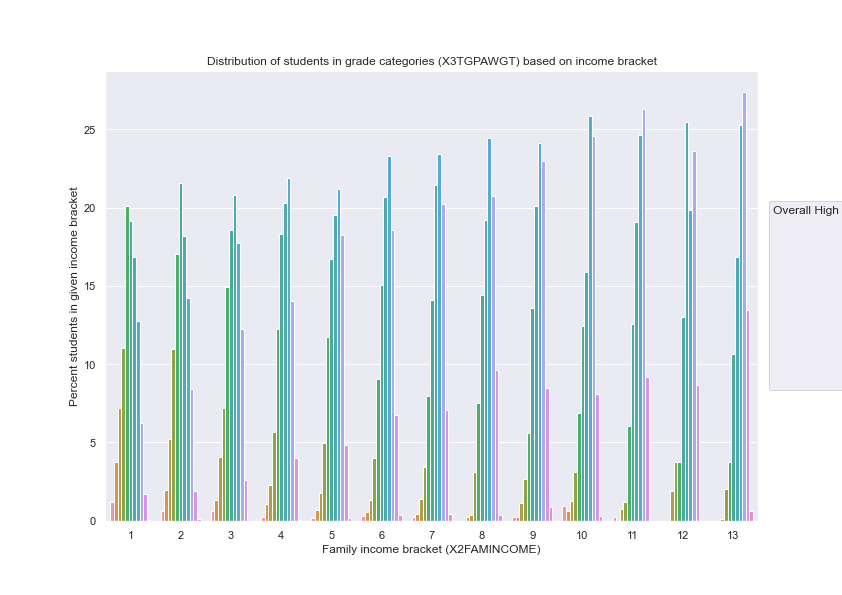 Distribution of students in grade categories (X3TGPAWGT) based on income bracket
Percent students in given income bracket
25
20
15
10
5
0
Overall High
1 2 3 4 5 6 7 8 9 10 11 12 13
Family income bracket (X2FAMINCOME)